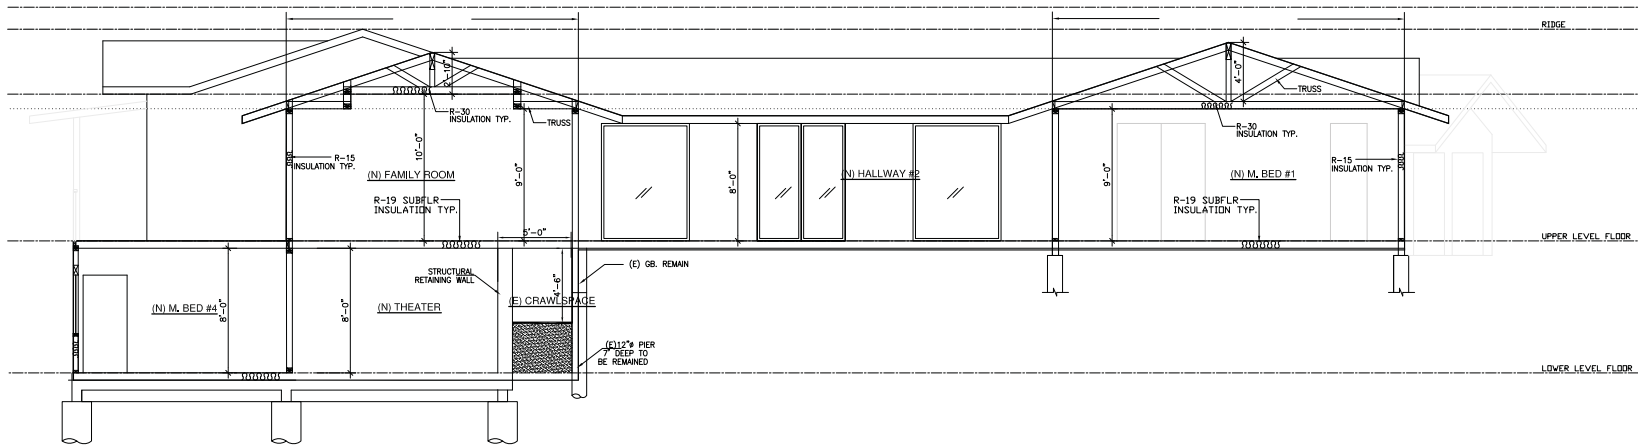 RIDGE
2'-10"
4'-0"
TRUSS
R-30
INSULATION TYP.
TRUSS
R-30
INSULATION TYP.
R-15
INSULATION TYP.
10'-0"
9'-0"
8'-0"
9'-0"
R-15
INSULATION TYP.
(N) FAMILY ROOM
(N) HALLWAY #2
(N) M. BED #1
R-19 SUBFLR
INSULATION TYP.
R-19 SUBFLR
INSULATION TYP.
5'-0"
UPPER LEVEL FLOOR
STRUCTURAL
RETAINING WALL
(E) GB. REMAIN
4'-6"
(N) M. BED #4
8'-0"
8'-0"
(N) THEATER
(E) CRAWLSPACE
(E)12"ø PIER
7' DEEP TO
BE REMAINED
LOWER LEVEL FLOOR